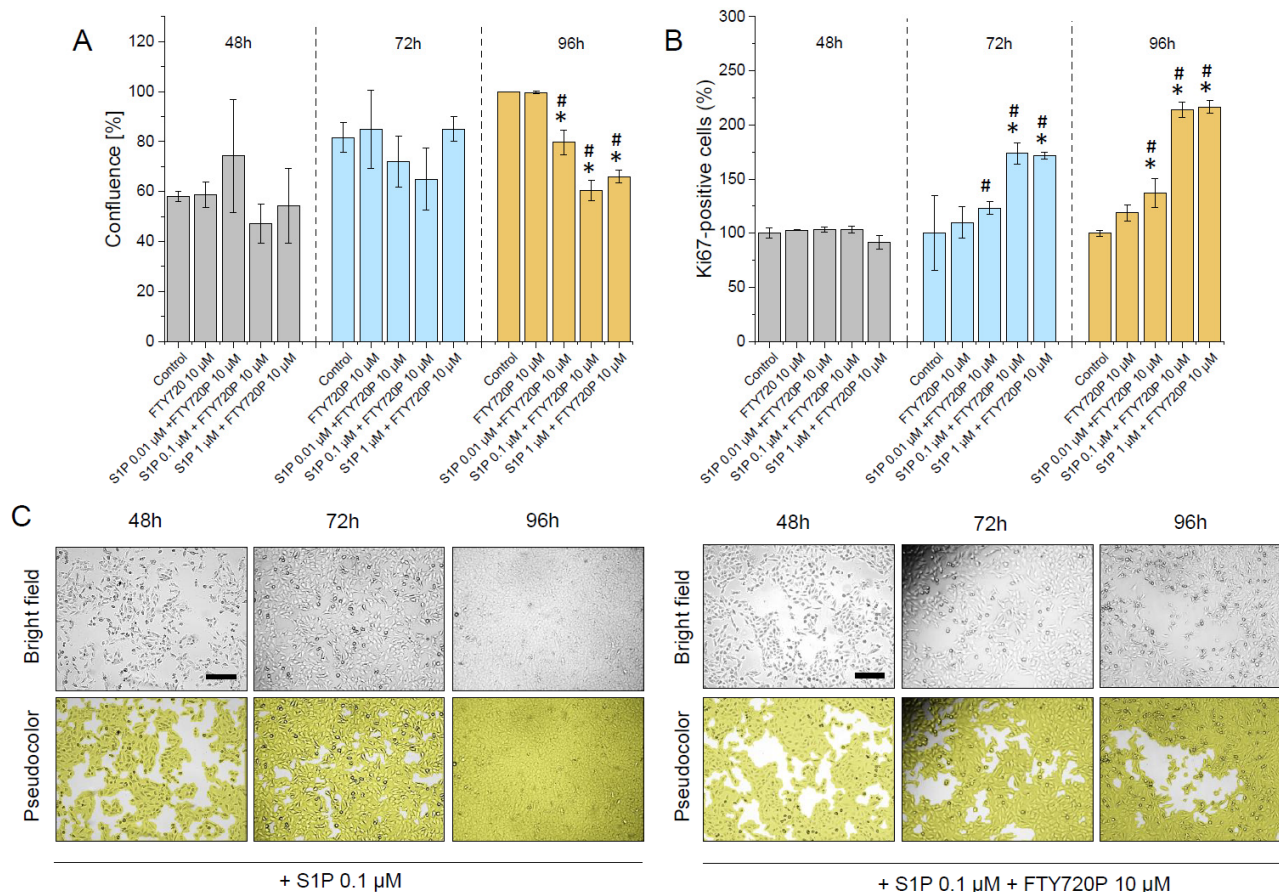 A
Confluence [%]
120
100
80
60
40
20
0
48h
72h
96h
#
*
#
*
#
*
Control
FTY720 10 µM
S1P 0.01 µM +FTY720P 10 µM
S1P 0.1 µM + FTY720P 10 µM
S1P 1 µM + FTY720P 10 µM
Control
FTY720P 10 µM
S1P 0.01 µM +FTY720P 10 µM
S1P 0.1 µM + FTY720P 10 µM
S1P 1 µM + FTY720P 10 µM
Control
FTY720P 10 µM
S1P 0.01 µM +FTY720P 10 µM
S1P 0.1 µM + FTY720P 10 µM
S1P 1 µM + FTY720P 10 µM
B
Ki67-positive cells (%)
300
250
200
150
100
50
0
48h
72h
96h
#
*
#
*
#
#
*
#
*
#
*
Control
FTY720 10 µM
S1P 0.01 µM +FTY720P 10 µM
S1P 0.1 µM + FTY720P 10 µM
S1P 1 µM + FTY720P 10 µM
Control
FTY720P 10 µM
S1P 0.01 µM +FTY720P 10 µM
S1P 0.1 µM + FTY720P 10 µM
S1P 1 µM + FTY720P 10 µM
Control
FTY720P 10 µM
S1P 0.01 µM +FTY720P 10 µM
S1P 0.1 µM + FTY720P 10 µM
S1P 1 µM + FTY720P 10 µM
C
48h
72h
96h
Bright field
Pseudocolor
+ S1P 0.1 µM
48h
72h
96h
Bright field
Pseudocolor
+ S1P 0.1 µM + FTY720P 10 µM